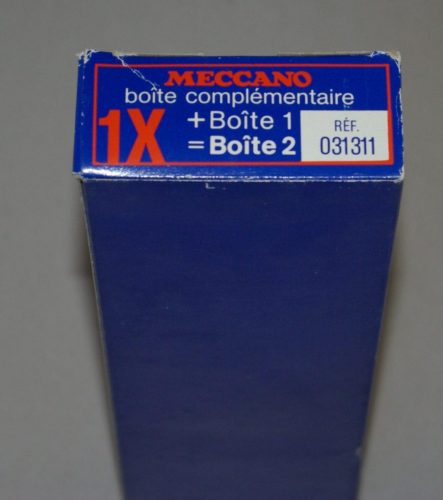 MECCANO
boîte complémentaire
1X
+Boîte 1
=Boîte 2
RÉF.
031311